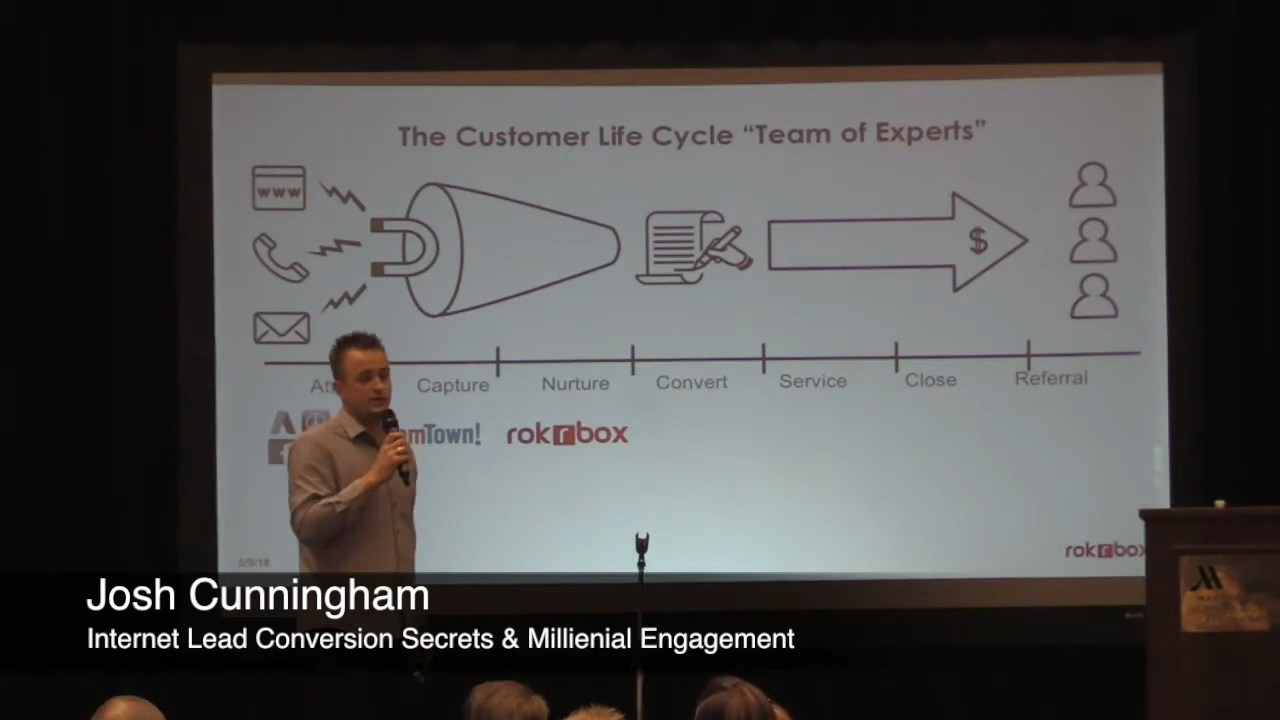 The Customer Life Cycle “Team of Experts”
www
$
Capture
Nurture
Convert
Service
Close
Referral
mTown!
rokrbox
rokrbox
Josh Cunningham
Internet Lead Conversion Secrets & Millienial Engagement